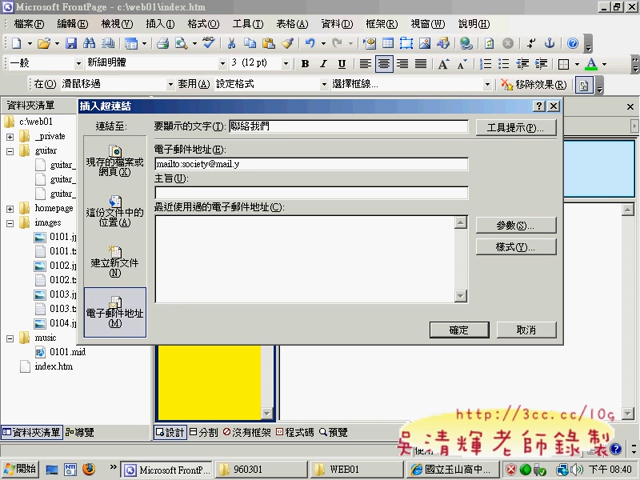 Microsoft FrontPage - c:\web01\index.htm
檔案(F) 編輯(E) 檢視(V) 插入(I) 格式(O) 工具(T) 表格(A) 資料(D) 框架(R) 視窗(W) 說明(H)
一般 新細明體 3 (12 pt) B I U A
在(O) 滑鼠移過 套用(A) 設定格式 選擇框線... 移除效果(R)
資料夾清單
c:\web01
_private
guitar
guitar_
guitar_
guitar_
homepage
images
0101.j
0101.t
0102.j
0102.t
0103.j
0103.t
0104.j
music
0101.mid
index.htm
插入超連結
連結至:
要顯示的文字(T): 聯絡我們
工具提示(P)...
現存的檔案或網頁(X)
電子郵件地址(E):
mailto:society@mail.y
主旨(U):
這份文件中的位置(A)
最近使用過的電子郵件地址(C):
參數(S)...
樣式(Y)...
建立新文件(N)
電子郵件地址(M)
確定 取消
資料夾清單 導覽 設計 分割 沒有框架 程式碼 預覽
http://3cc.cc/10g
吳清輝老師錄製
開始 Microsoft FrontP... 960301 WEB01 國立玉山高中... 下午 08:40